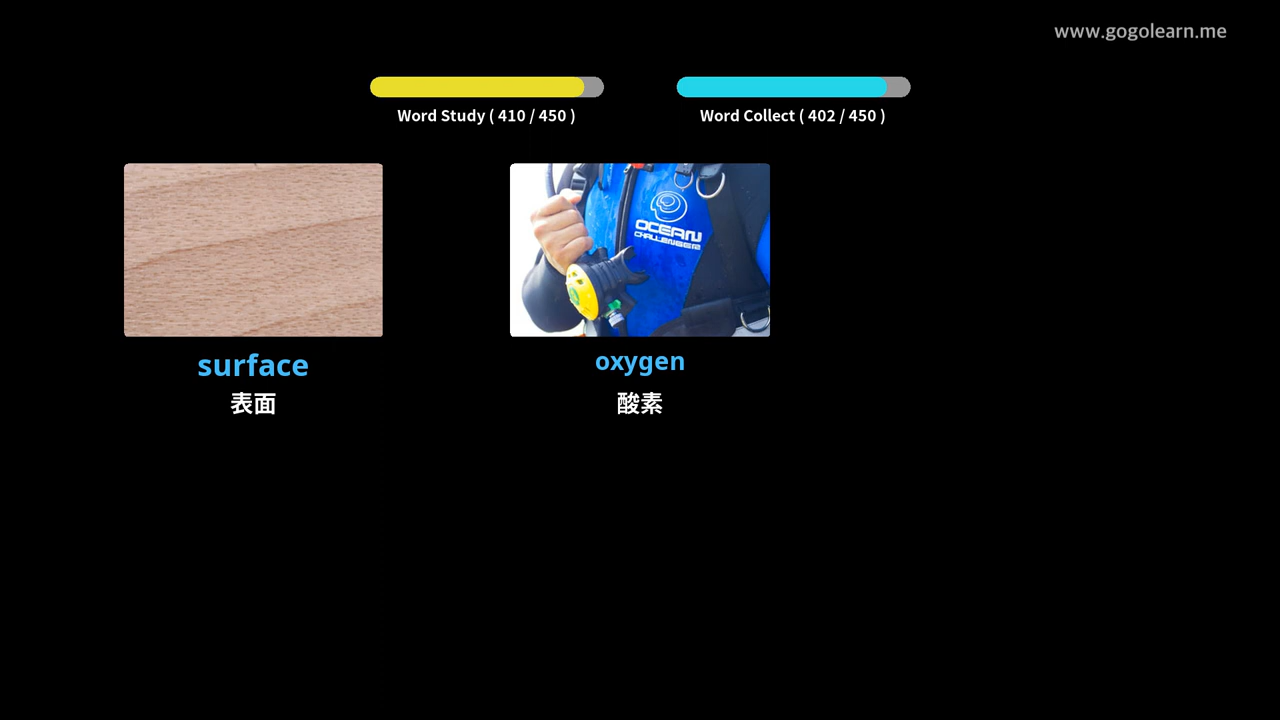 www.gogolearn.me
Word Study ( 410 / 450 )
Word Collect ( 402 / 450 )
OCEAN
CHALLENGER
surface
表面
oxygen
酸素